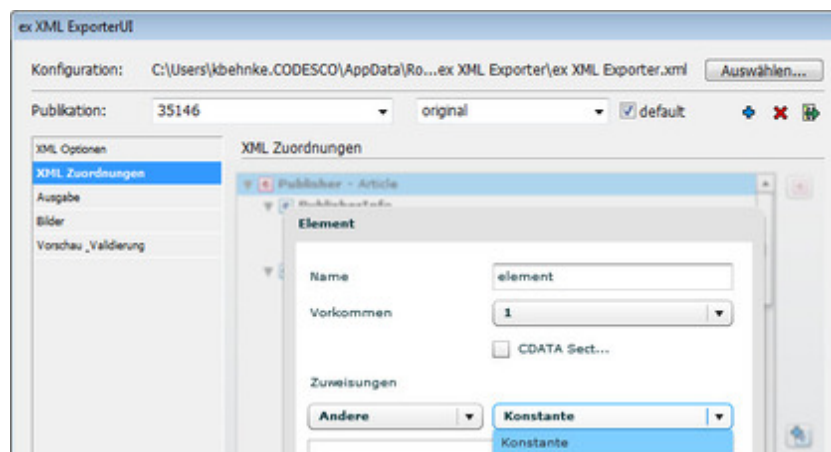 ex XML ExporterUI
Konfiguration: C:\Users\kbehnke.CODESCO\AppData\Ro...ex XML Exporter\ex XML Exporter.xml Auswählen...
Publikation: 35146 original default
XML Optionen XML Zuordnungen
XML Zuordnungen
Publisher - Article
Ausgabe
PublisherInfo
Bilder
Element
Vorschau _Validierung
Name element
Vorkommen 1
CDATA Sect...
Zuweisungen
Andere Konstante
Konstante